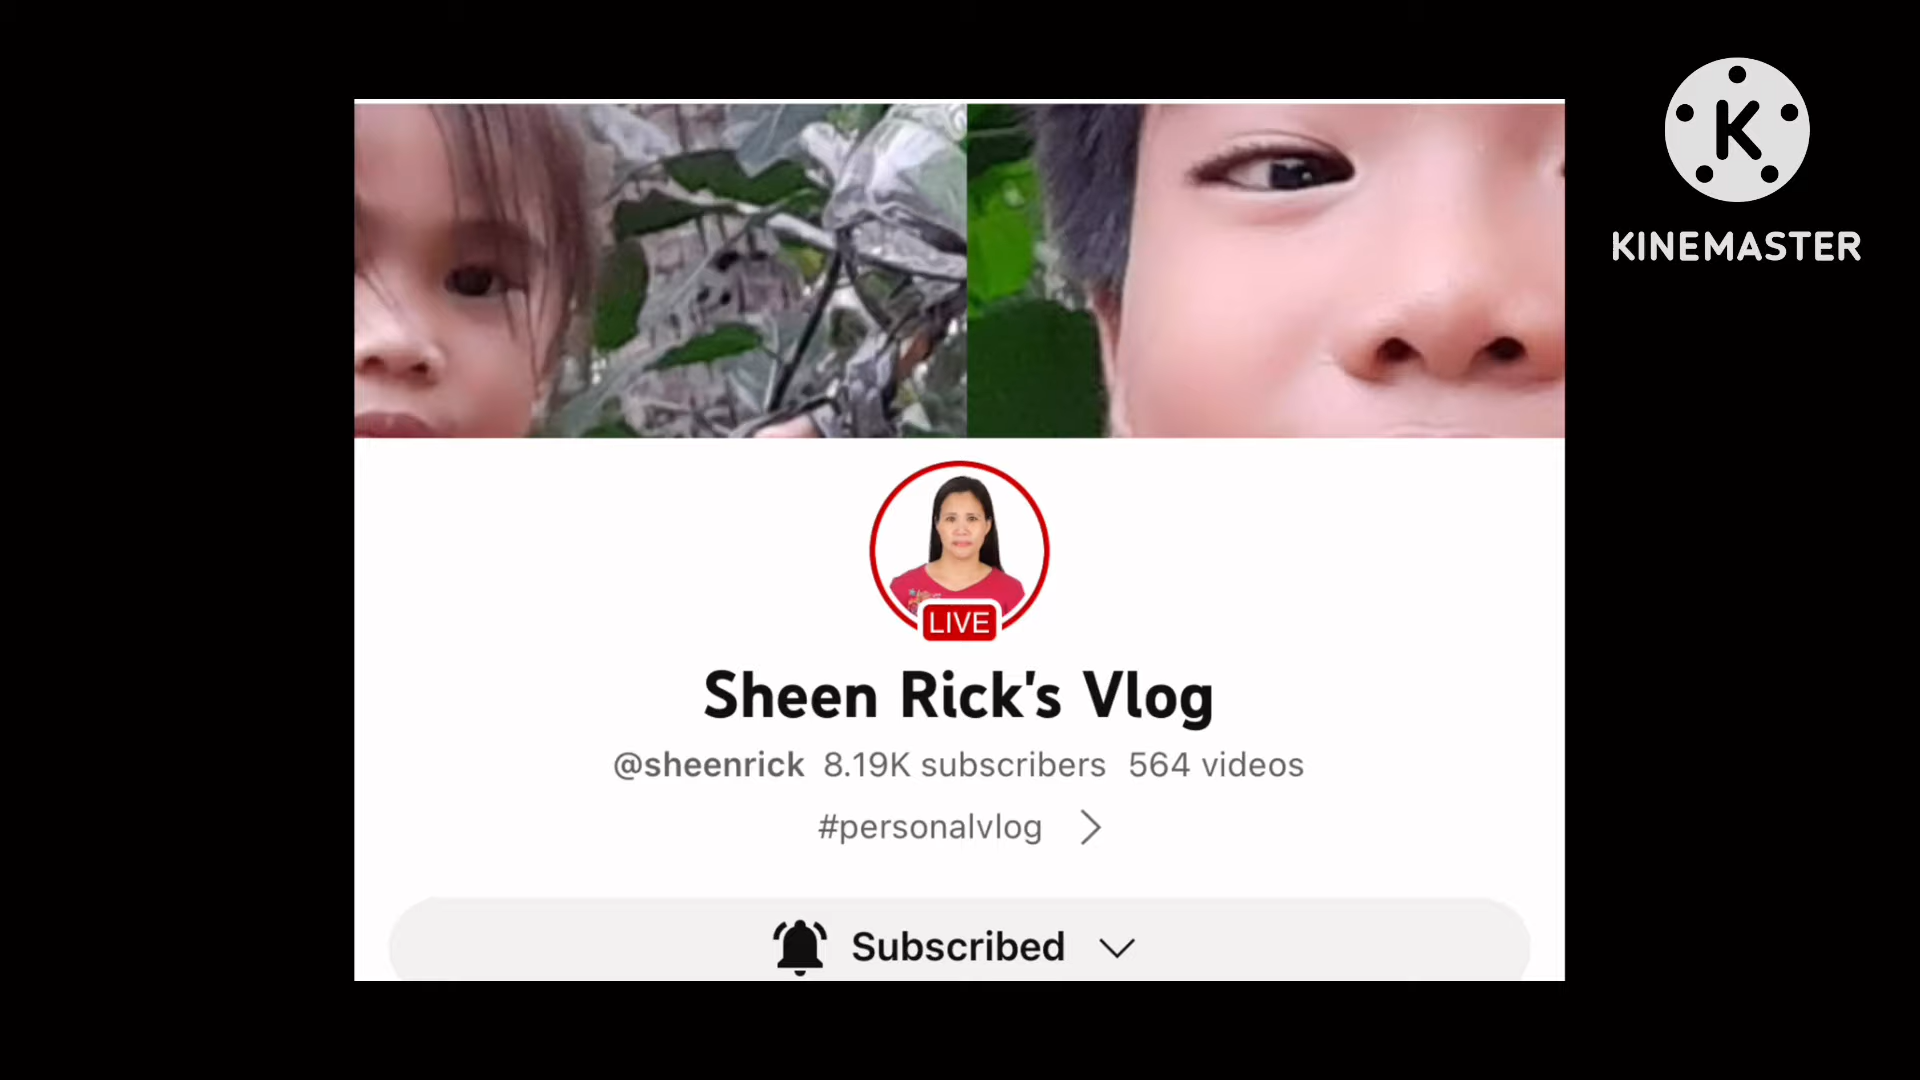 K
KINEMASTER
LIVE
Sheen Rick's Vlog
@sheenrick 8.19K subscribers 564 videos
#personalvlog
Subscribed